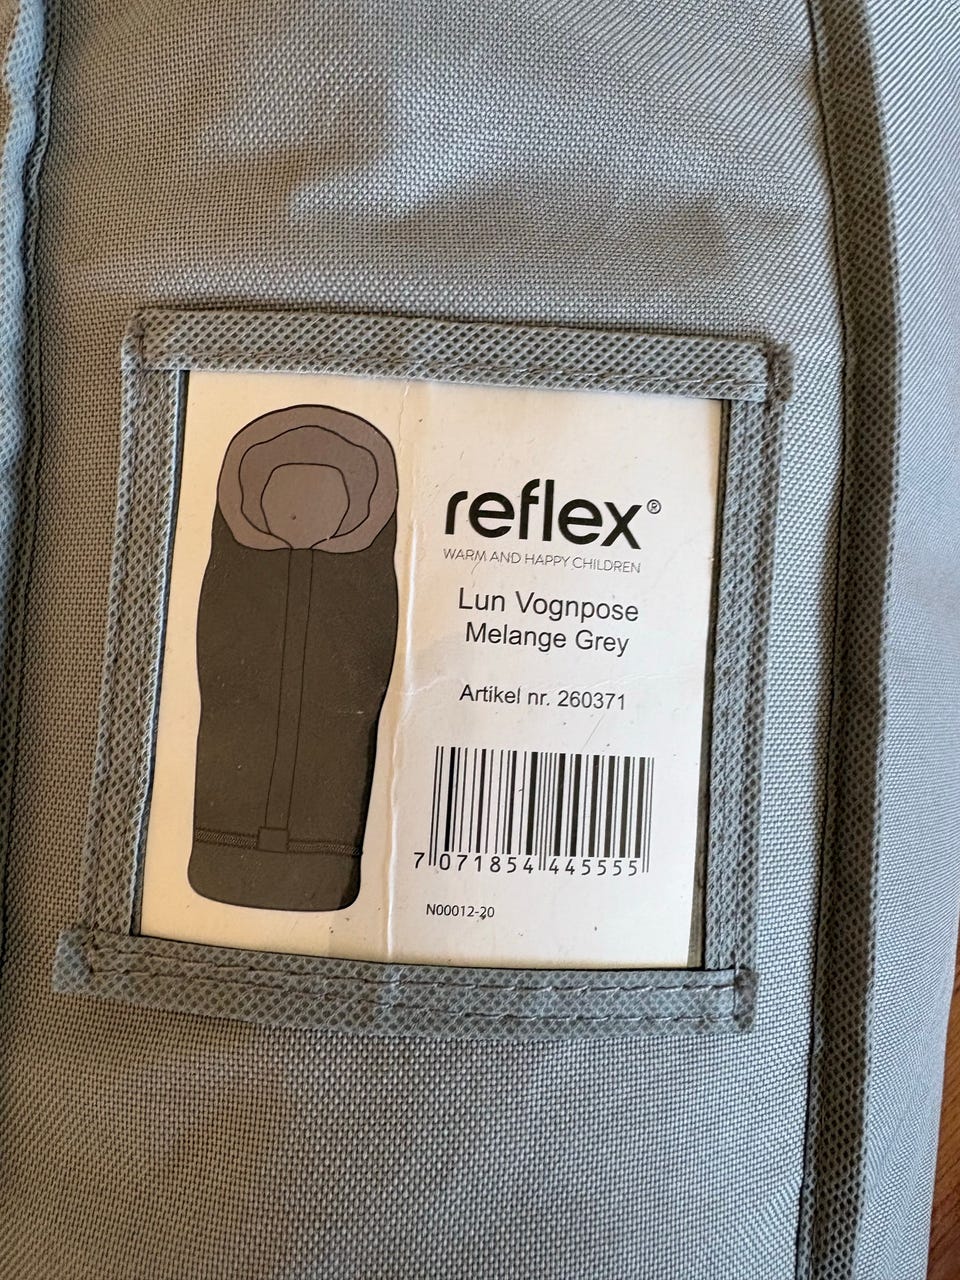 reflex®
WARM AND HAPPY CHILDREN
Lun Vognpose
Melange Grey
Artikel nr. 260371
7 071854 445555
N00012-20